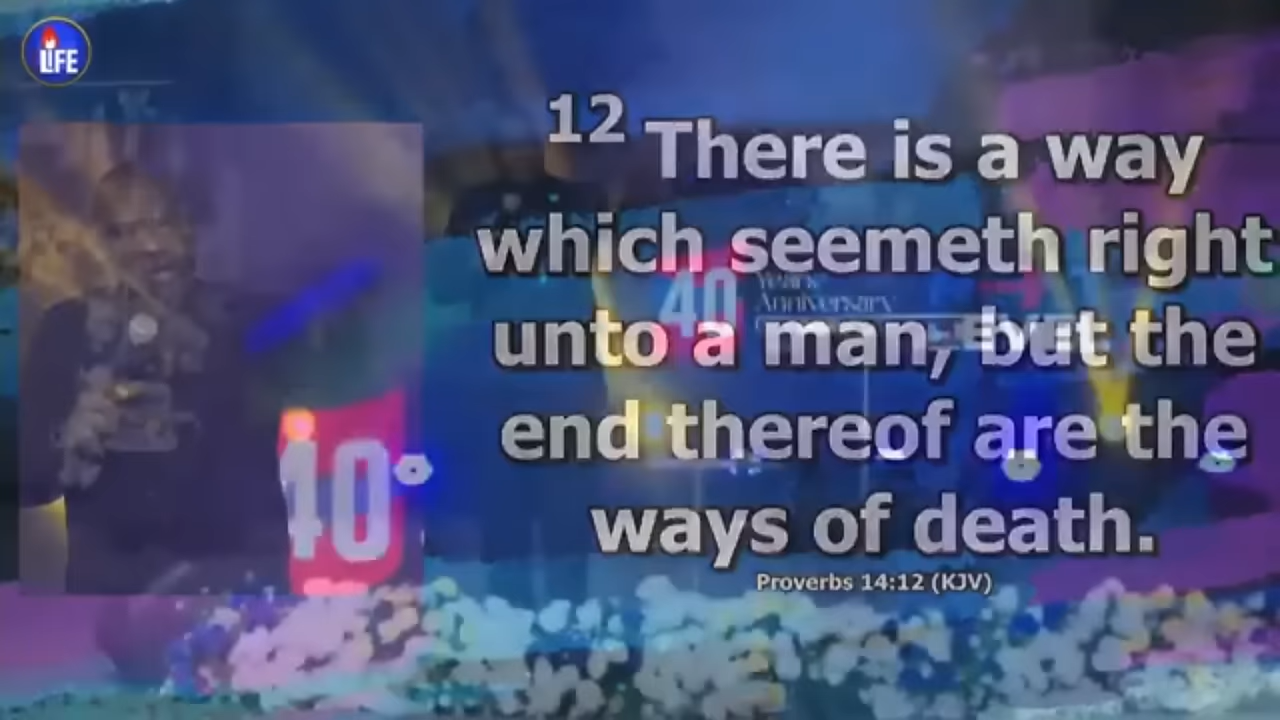 LIFE
12 There is a way
which seemeth right
unto a man, but the
end thereof are the
ways of death.
Proverbs 14:12 (KJV)
40
Years
Anniversary
40